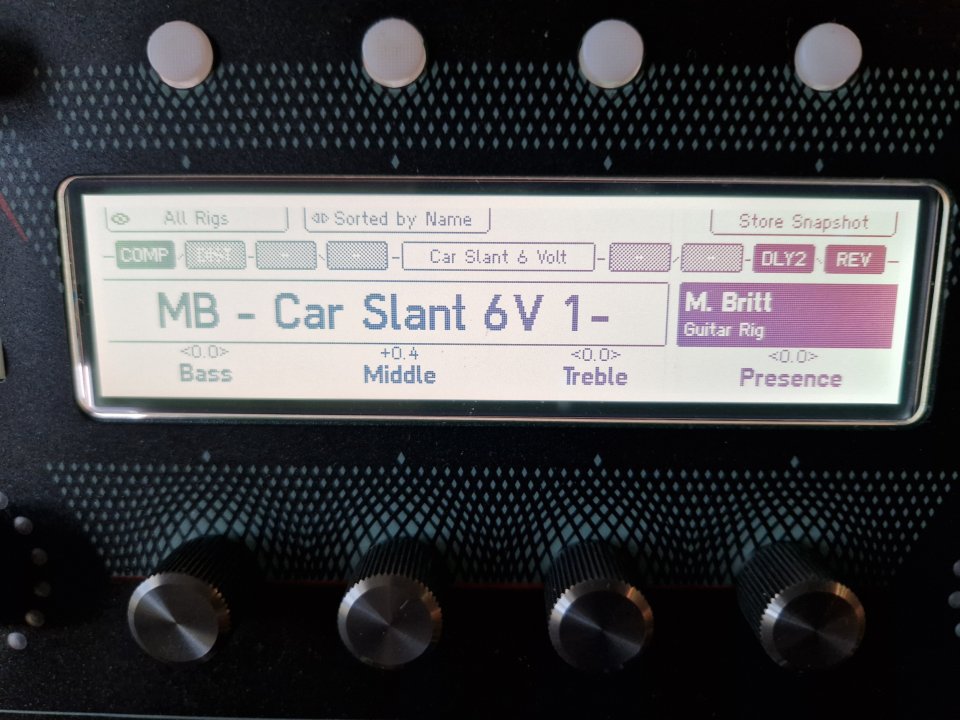 All Rigs Sorted by Name Store Snapshot
COMP DIST - - Car Slant 6 Volt - - DLY2 REV
MB - Car Slant 6V 1-
M. Britt
Guitar Rig
<0.0> +0.4 <0.0> <0.0>
Bass Middle Treble Presence